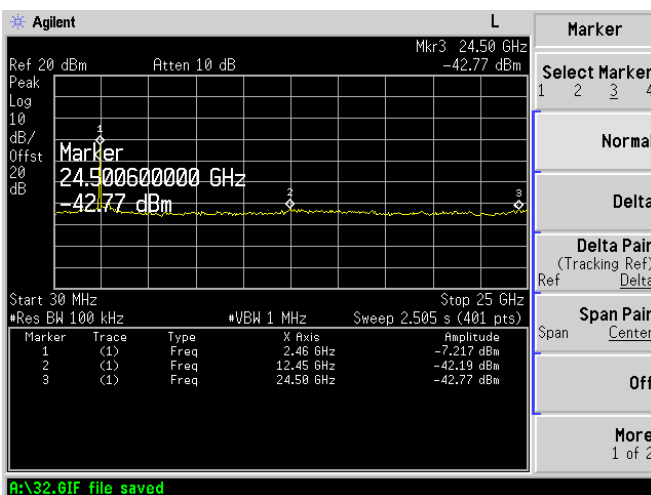 Agilent L
Mkr3 24.50 GHz
Ref 20 dBm Atten 10 dB -42.77 dBm
Peak
Log
10
dB/
Offst
20
dB
1
2
3
Marker
24.500600000 GHz
-42.77 dBm
Start 30 MHz Stop 25 GHz
#Res BW 100 kHz #VBW 1 MHz Sweep 2.505 s (401 pts)
Marker Trace Type X Axis Amplitude
1 (1) Freq 2.46 GHz -7.217 dBm
2 (1) Freq 12.45 GHz -42.19 dBm
3 (1) Freq 24.50 GHz -42.77 dBm
A:\32.GIF file saved
Marker
Select Marker
1 2 3 4
Normal
Delta
Delta Pair
(Tracking Ref)
Ref Delta
Span Pair
Span Center
Off
More
1 of 2